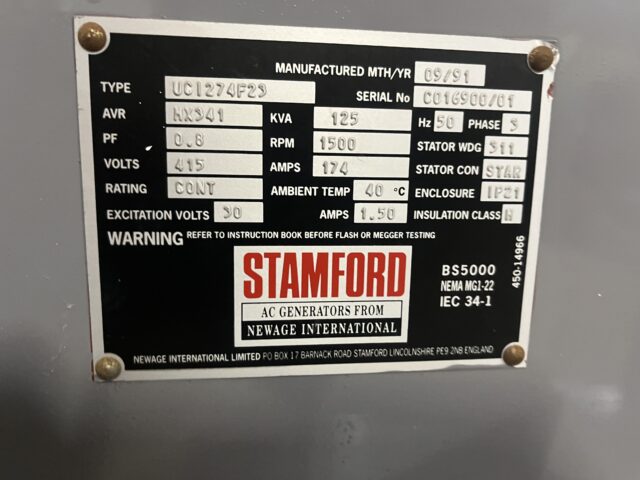 MANUFACTURED MTH/YR 09/91
TYPE UCI274F23 SERIAL No C016900/01
AVR MX341 KVA 125 Hz 50 PHASE 3
PF 0.8 RPM 1500 STATOR WDG 311
VOLTS 415 AMPS 174 STATOR CON STAR
RATING CONT AMBIENT TEMP 40 °C ENCLOSURE IP21
EXCITATION VOLTS 30 AMPS 1.50 INSULATION CLASS H
WARNING REFER TO INSTRUCTION BOOK BEFORE FLASH OR MEGGER TESTING
STAMFORD
AC GENERATORS FROM
NEWAGE INTERNATIONAL
BS5000
NEMA MG1-22
IEC 34-1
450-14966
NEWAGE INTERNATIONAL LIMITED PO BOX 17 BARNACK ROAD STAMFORD LINCOLNSHIRE PE9 2NB ENGLAND